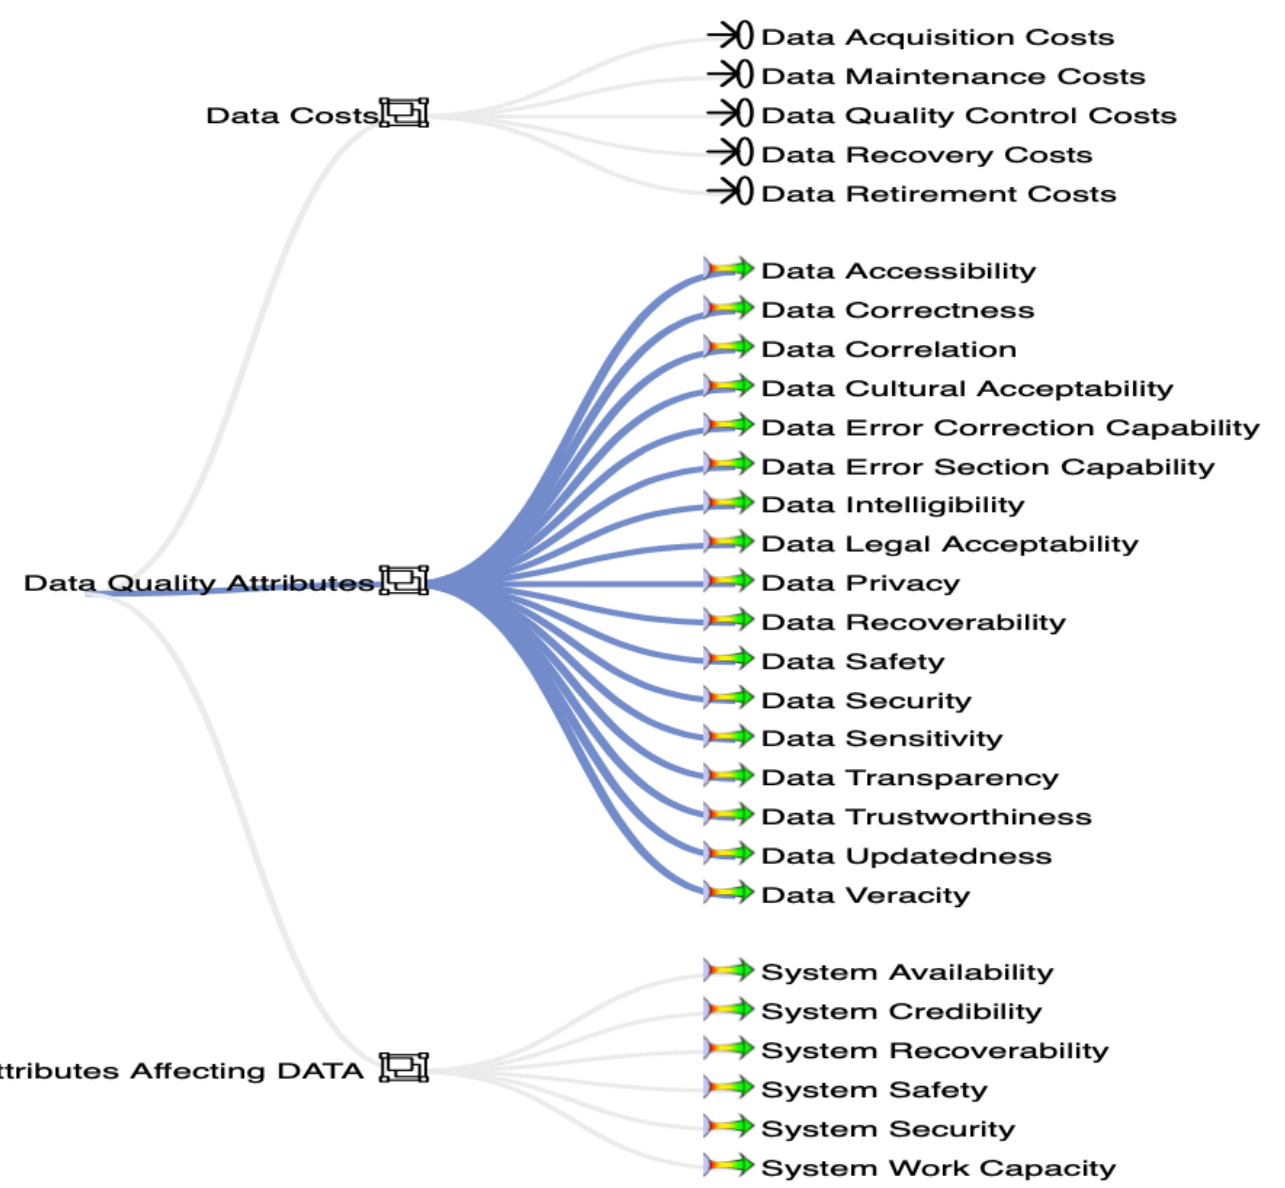 Data Costs
Data Acquisition Costs
Data Maintenance Costs
Data Quality Control Costs
Data Recovery Costs
Data Retirement Costs
Data Quality Attributes
Data Accessibility
Data Correctness
Data Correlation
Data Cultural Acceptability
Data Error Correction Capability
Data Error Section Capability
Data Intelligibility
Data Legal Acceptability
Data Privacy
Data Recoverability
Data Safety
Data Security
Data Sensitivity
Data Transparency
Data Trustworthiness
Data Updatedness
Data Veracity
ttributes Affecting DATA
System Availability
System Credibility
System Recoverability
System Safety
System Security
System Work Capacity